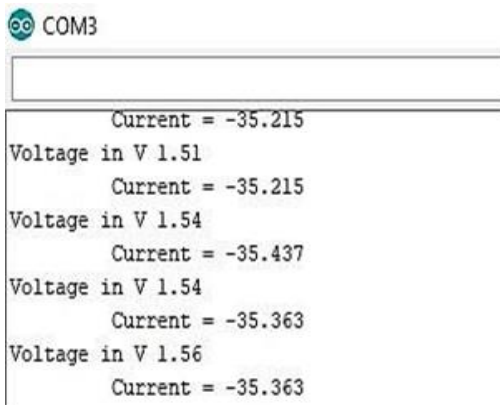 COM3
Current = -35.215
Voltage in V 1.51
Current = -35.215
Voltage in V 1.54
Current = -35.437
Voltage in V 1.54
Current = -35.363
Voltage in V 1.56
Current = -35.363